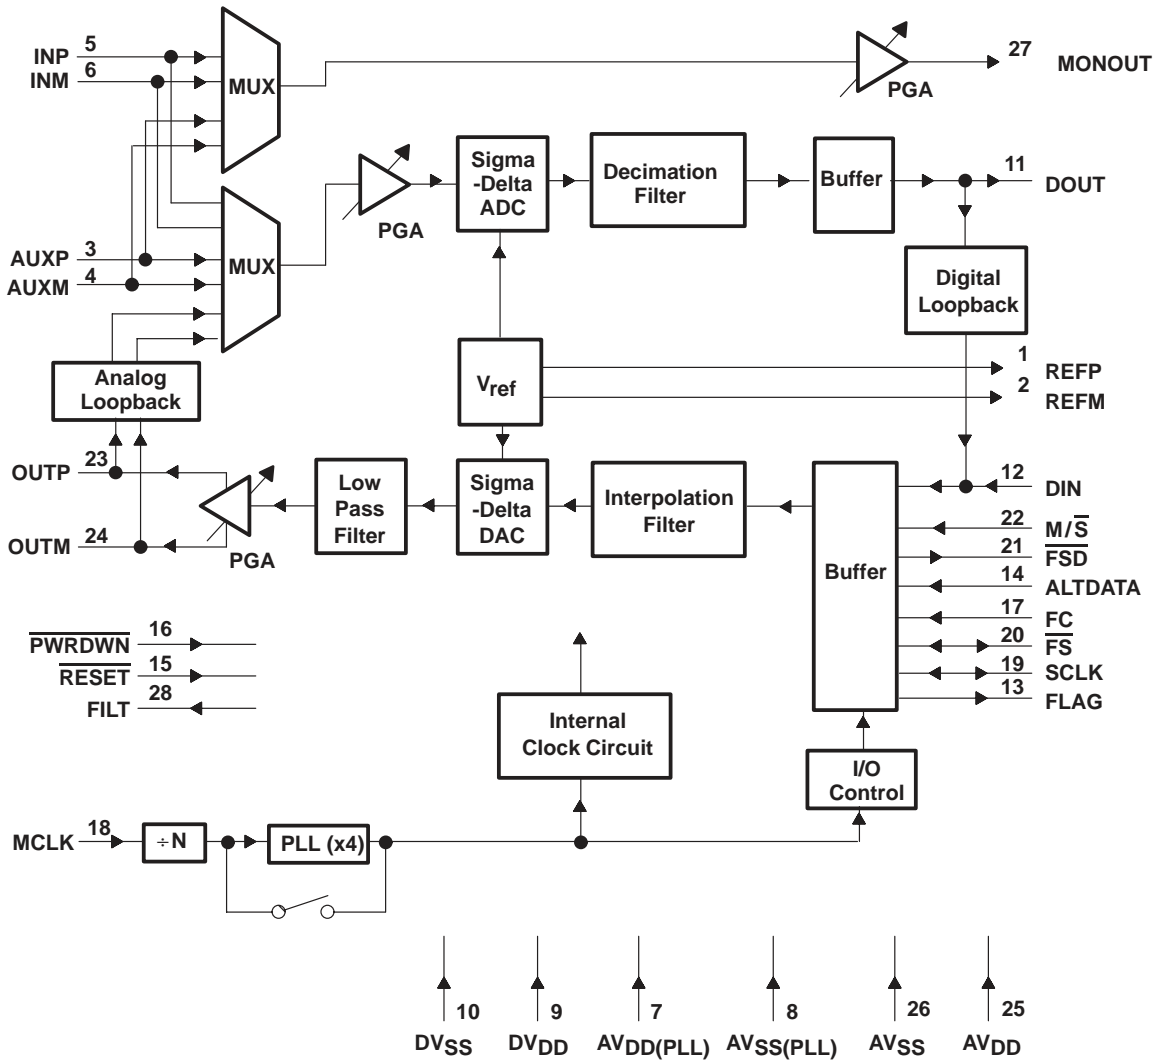 INP 5
INM 6
MUX
PGA
27 MONOUT
Sigma
-Delta
ADC
Decimation
Filter
Buffer
11 DOUT
PGA
AUXP 3
AUXM 4
MUX
Digital
Loopback
Analog
Loopback
Vref
1 REFP
2 REFM
OUTP 23
OUTM 24
PGA
Low
Pass
Filter
Sigma
-Delta
DAC
Interpolation
Filter
Buffer
12 DIN
22 M/S̅
21 F̅S̅D̅
14 ALTDATA
17 FC
20 F̅S̅
19 SCLK
13 FLAG
P̅W̅R̅D̅W̅N̅ 16
R̅E̅S̅E̅T̅ 15
FILT 28
Internal
Clock Circuit
I/O
Control
MCLK 18
÷N
PLL (x4)
10 9 7 8 26 25
DVSS DVDD AVDD(PLL) AVSS(PLL) AVSS AVDD